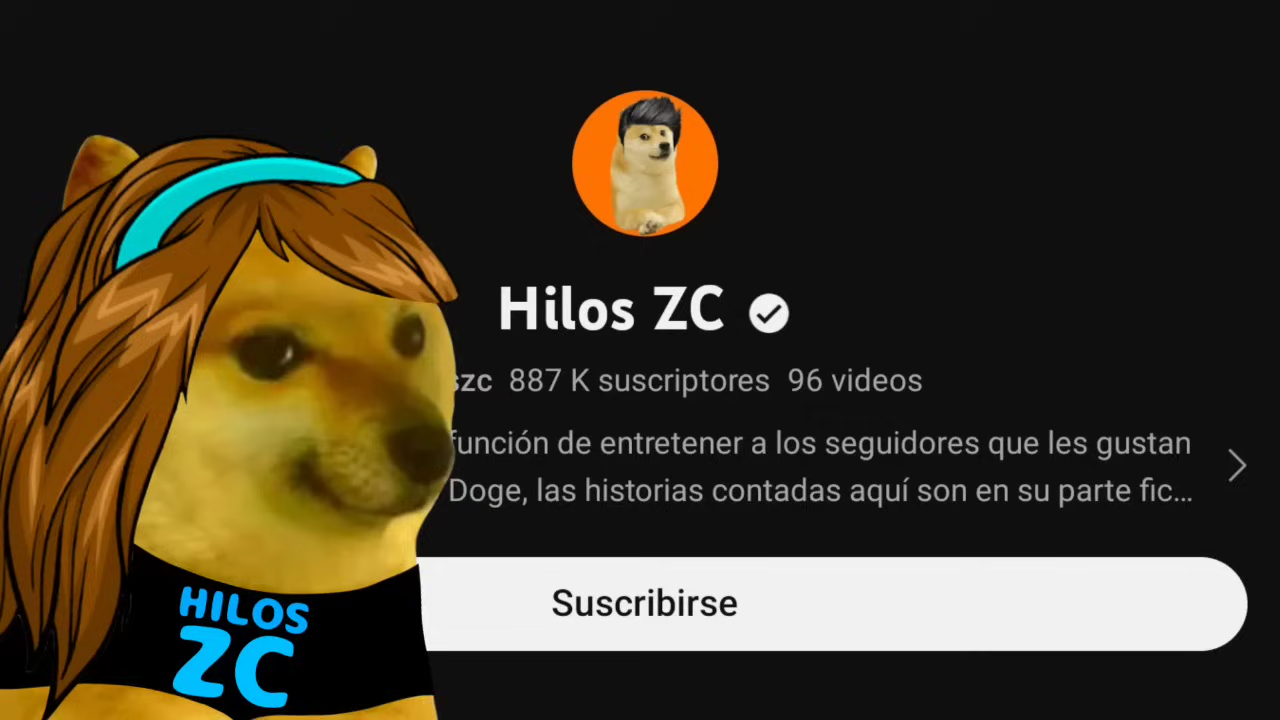 Hilos ZC
szc 887 K suscriptores 96 videos
función de entretener a los seguidores que les gustan
Doge, las historias contadas aquí son en su parte fic...
Suscribirse
HILOS
ZC